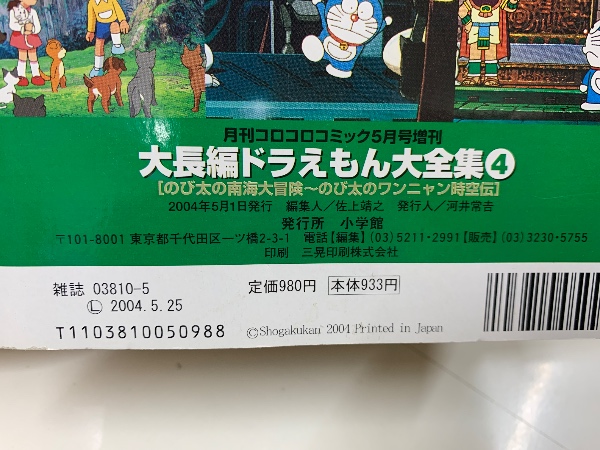 月刊コロコロコミック5月号増刊
大長編ドラえもん大全集❹
[のび太の南海大冒険〜のび太のワンニャン時空伝]
2004年5月1日発行　編集人／佐上靖之　発行人／河井常吉
発行所　小学館
〒101-8001 東京都千代田区一ツ橋2-3-1　電話【編集】(03)5211・2991【販売】(03)3230・5755
印刷　三晃印刷株式会社
雑誌 03810-5
Ⓛ 2004.5.25
定価980円 本体933円
T1103810050988
©Shogakukan 2004 Printed in Japan